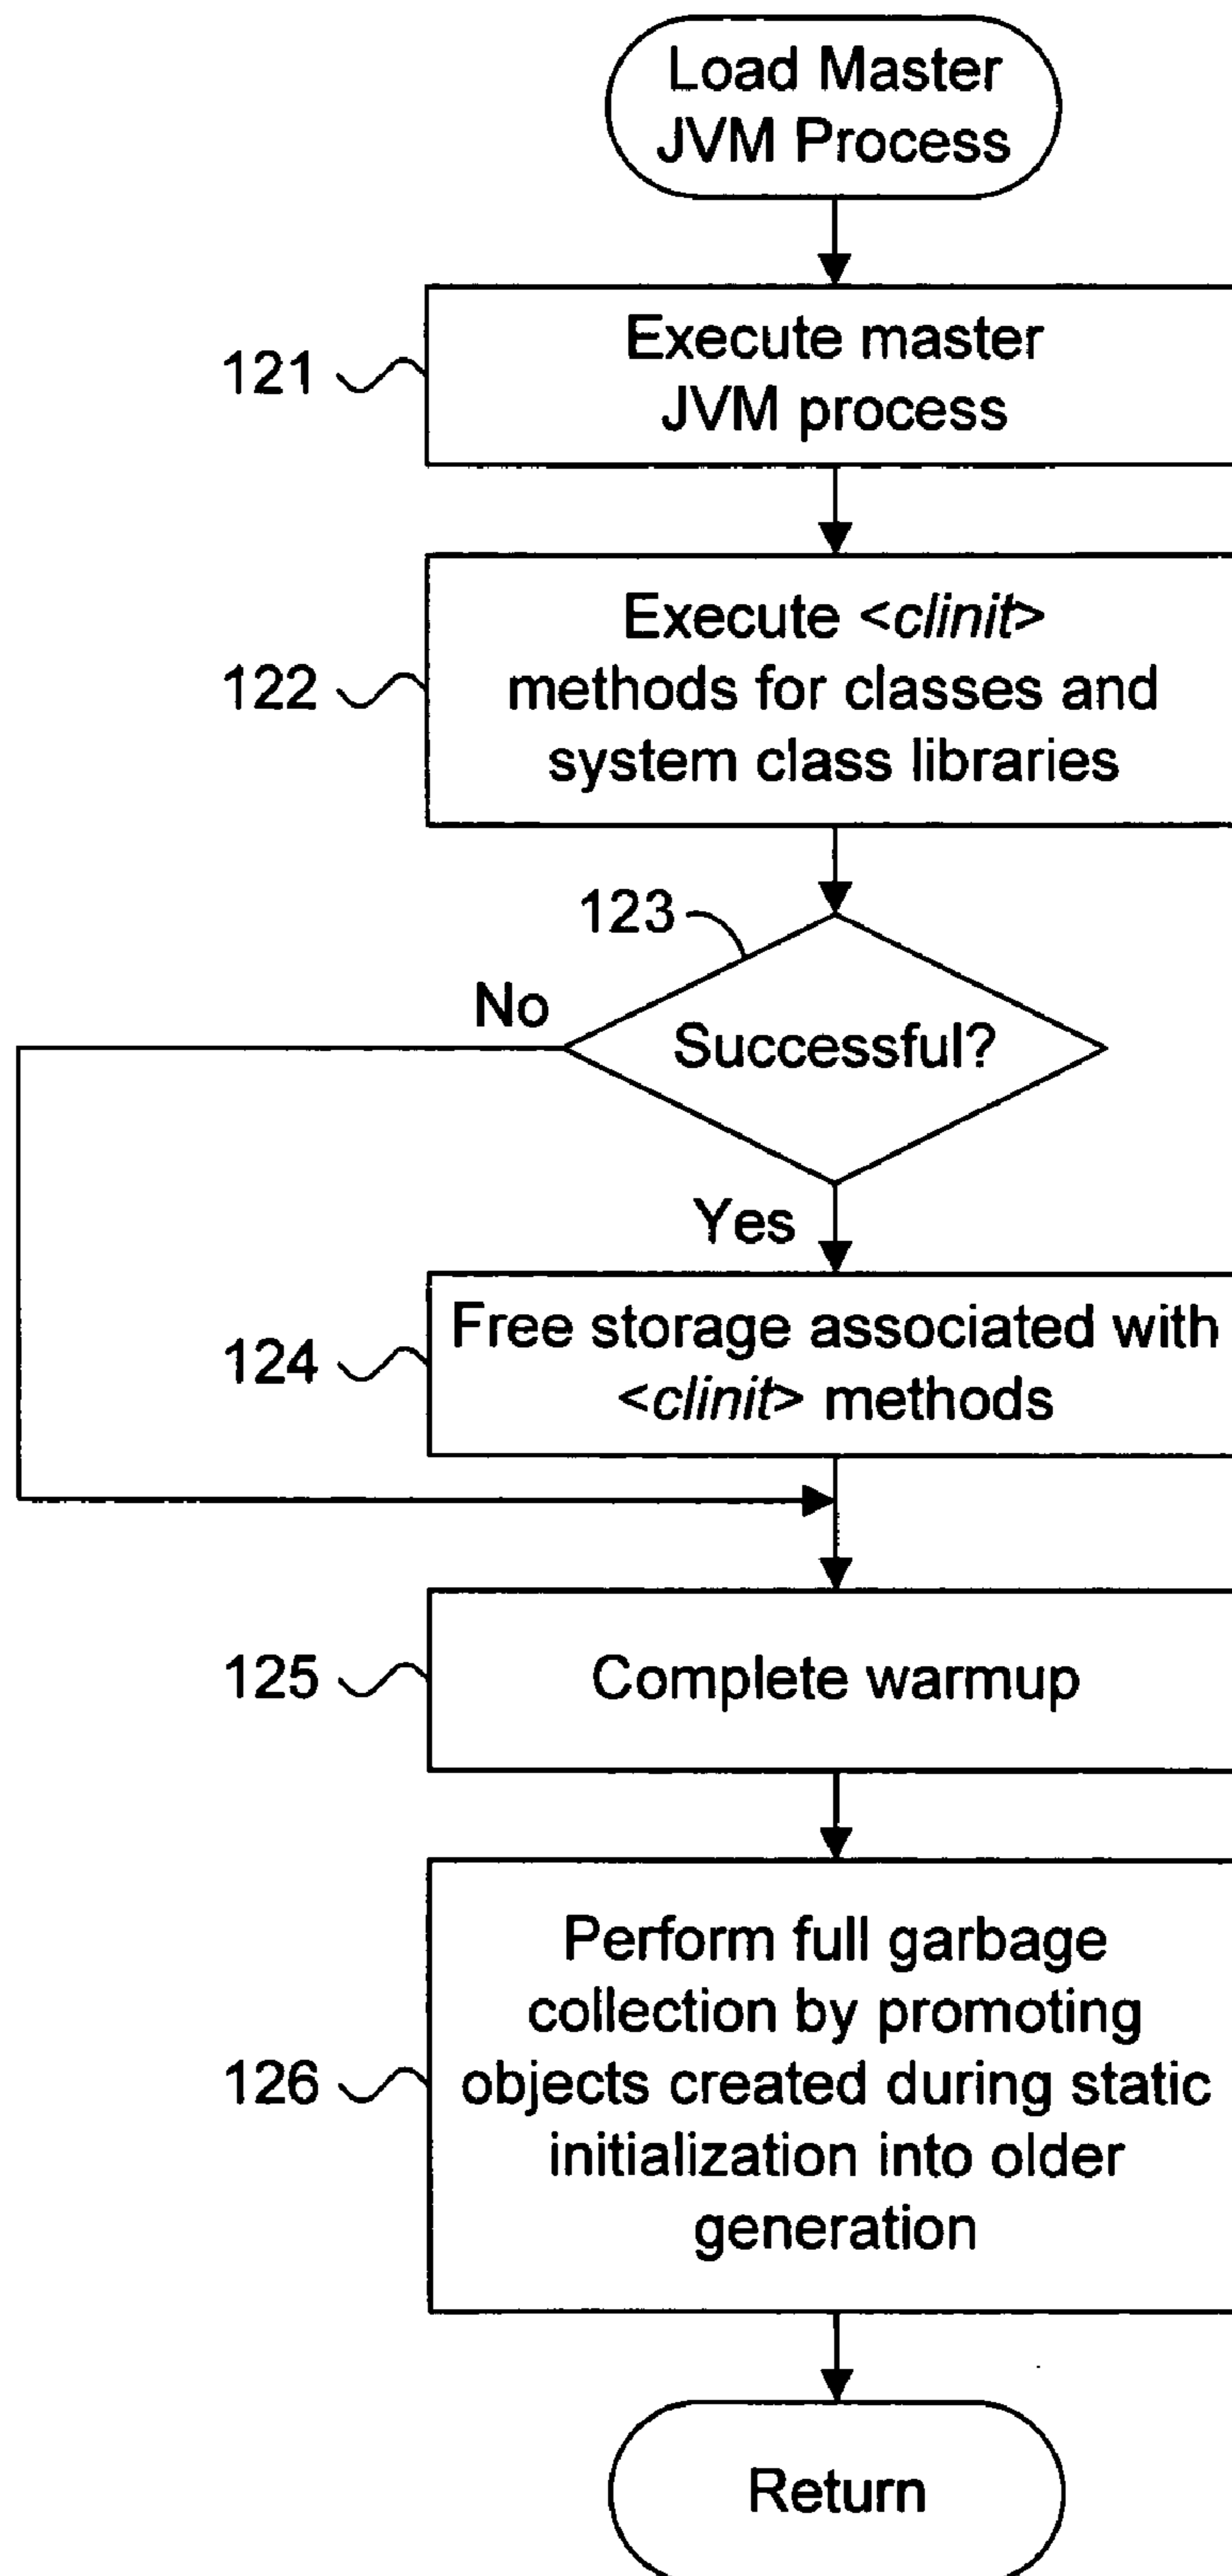 Load Master
JVM Process
121
Execute master
JVM process
122
Execute <clinit>
methods for classes and
system class libraries
123
No
Successful?
Yes
124
Free storage associated with
<clinit> methods
125
Complete warmup
126
Perform full garbage
collection by promoting
objects created during static
initialization into older
generation
Return